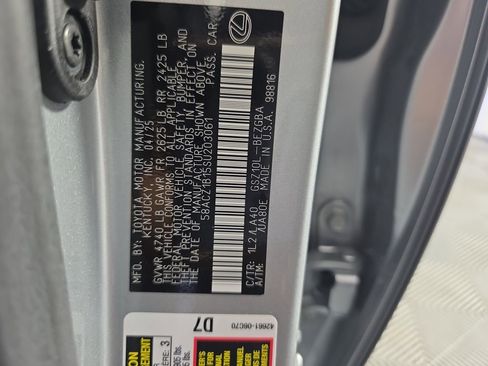 MFD. BY: TOYOTA MOTOR MANUFACTURING,
KENTUCKY, INC. 04/25
GVWR 4740 LB GAWR FR 2625 LB RR 2425 LB
THIS VEHICLE CONFORMS TO ALL APPLICABLE
FEDERAL MOTOR VEHICLE SAFETY, BUMPER, AND
THEFT PREVENTION STANDARDS IN EFFECT ON
DATE OF MANUFACTURE SHOWN ABOVE.
58ACZ1B15SU203061 PASS. CAR
C/TR: 1L2/LA40 GSZ10L-BEZGBA
A/TM: /UA80E MADE IN U.S.A. 98816
D7
42661-06C70